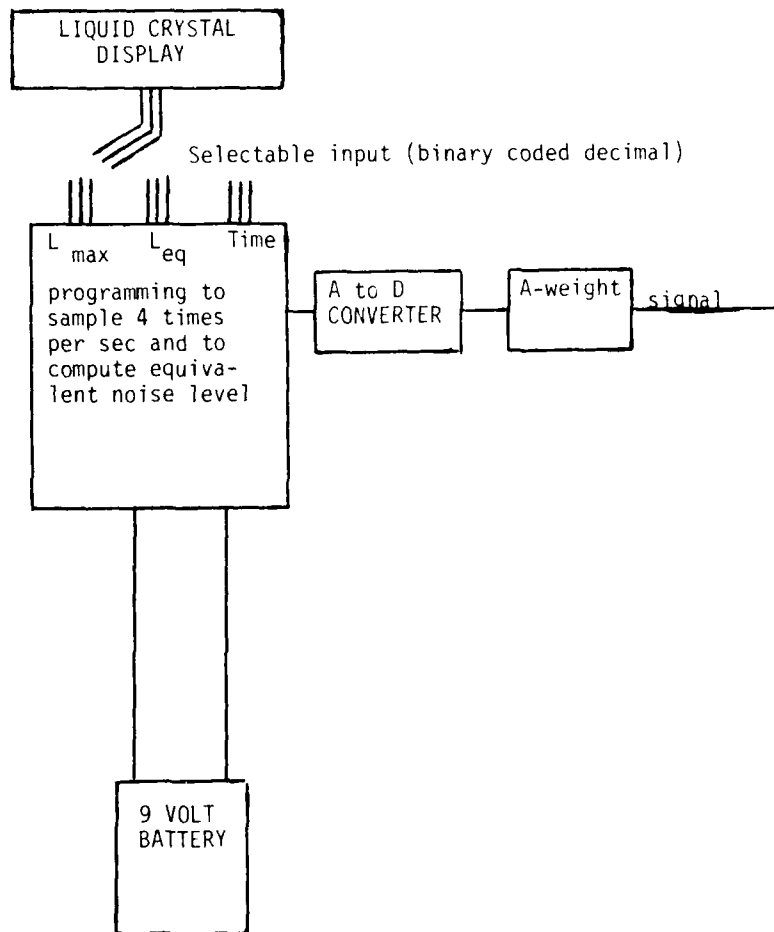 LIQUID CRYSTAL
DISPLAY
Selectable input (binary coded decimal)
L max L eq Time
programming to
sample 4 times
per sec and to
compute equiva-
lent noise level
A to D
CONVERTER
A-weight
signal
9 VOLT
BATTERY